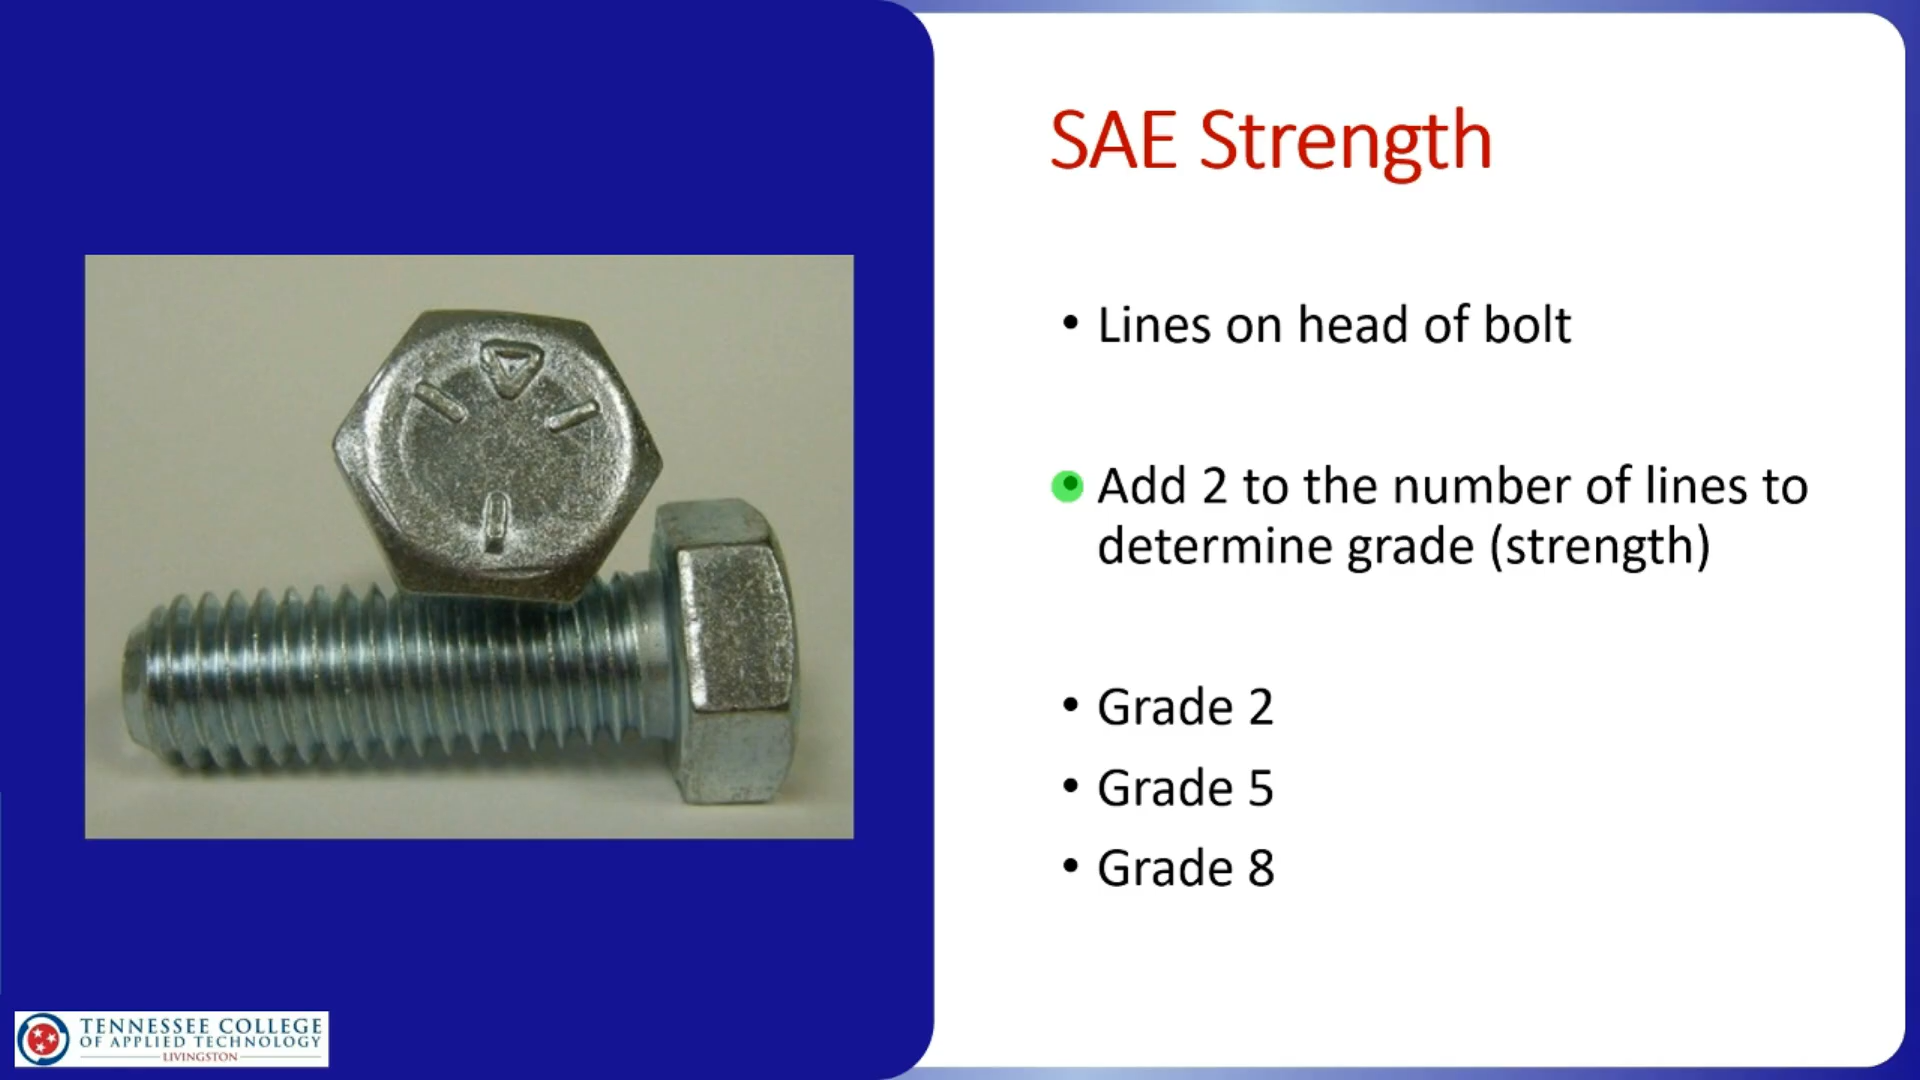 SAE Strength
• Lines on head of bolt
• Add 2 to the number of lines to
determine grade (strength)
• Grade 2
• Grade 5
• Grade 8
TENNESSEE COLLEGE
OF APPLIED TECHNOLOGY
LIVINGSTON